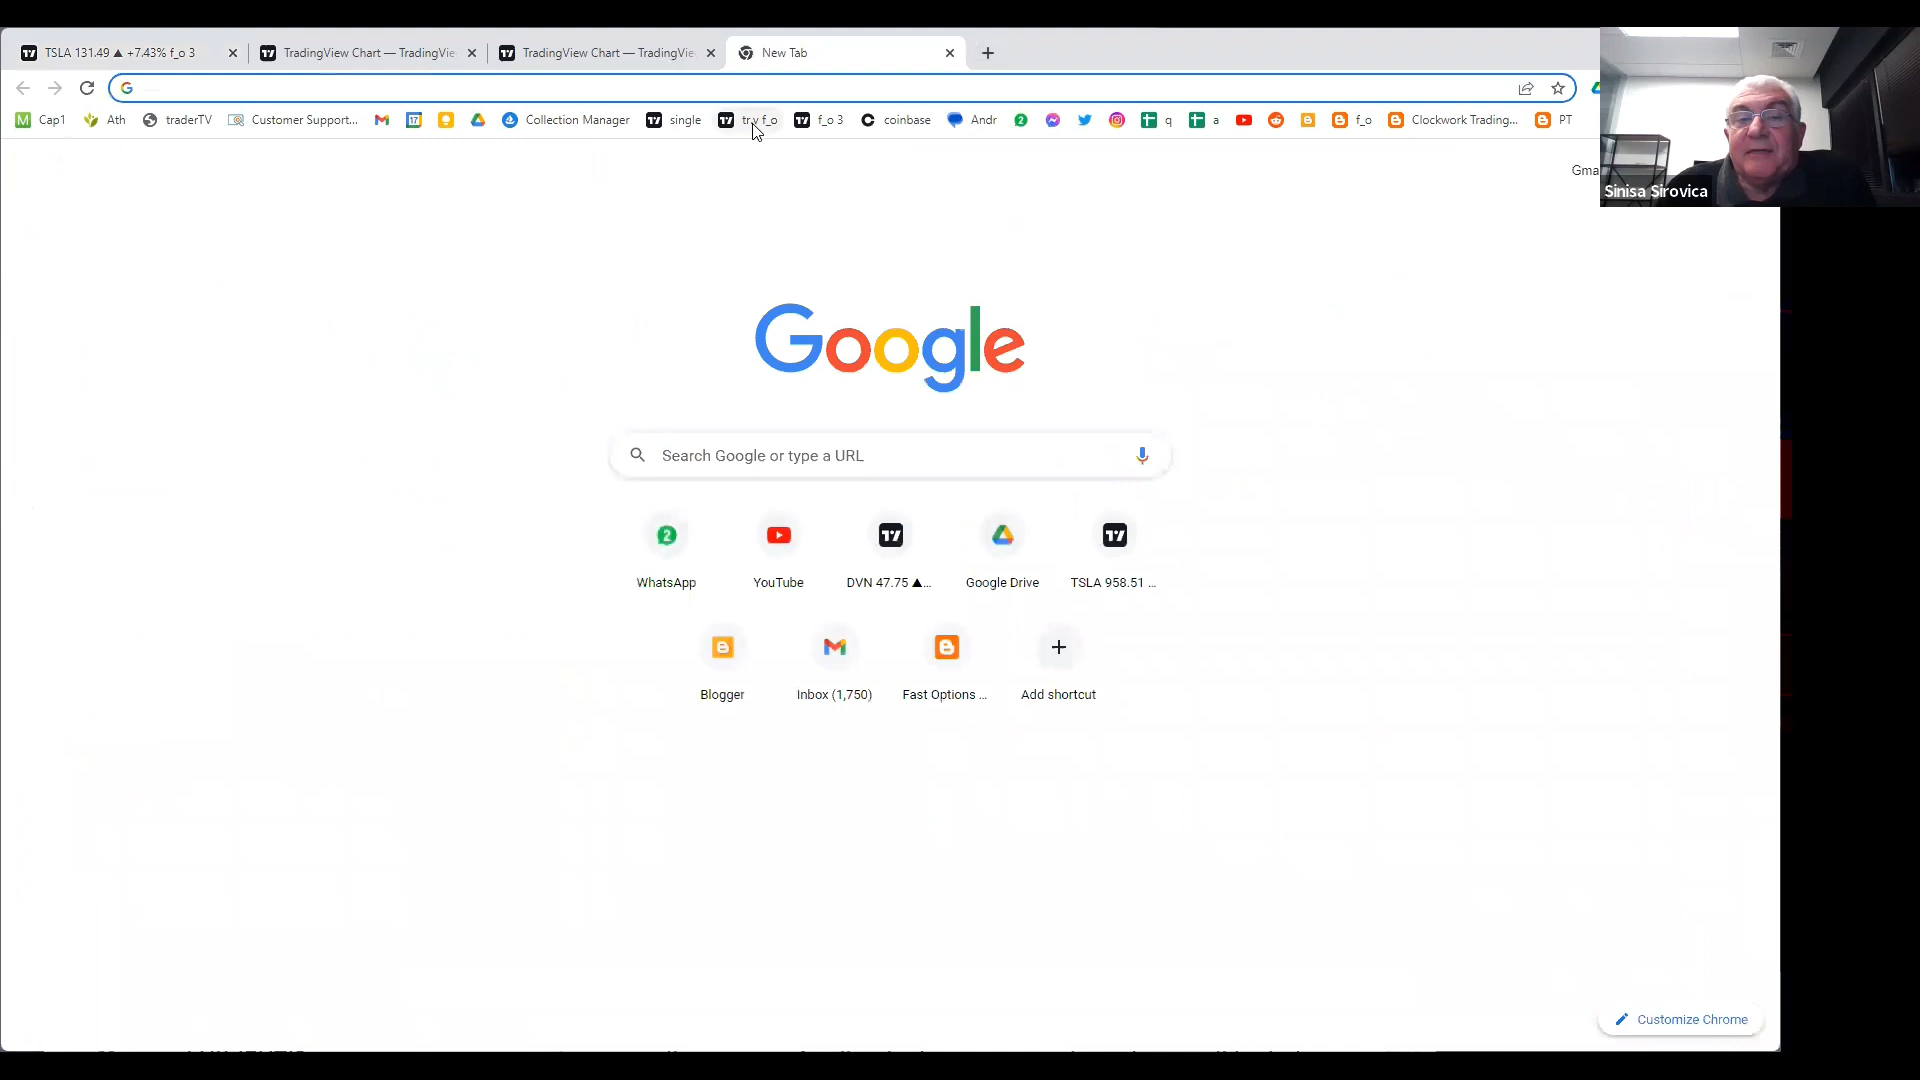 TSLA 131.49 ▲ +7.43% f_o 3
TradingView Chart — TradingVie
TradingView Chart — TradingVie
New Tab
Cap1
Ath
traderTV
Customer Support...
Collection Manager
single
try f_o
f_o 3
coinbase
Andr
q
a
f_o
Clockwork Trading...
PT
Gma
Sinisa Sirovica
Google
Search Google or type a URL
WhatsApp
YouTube
DVN 47.75 ▲...
Google Drive
TSLA 958.51 ...
Blogger
Inbox (1,750)
Fast Options ...
Add shortcut
Customize Chrome